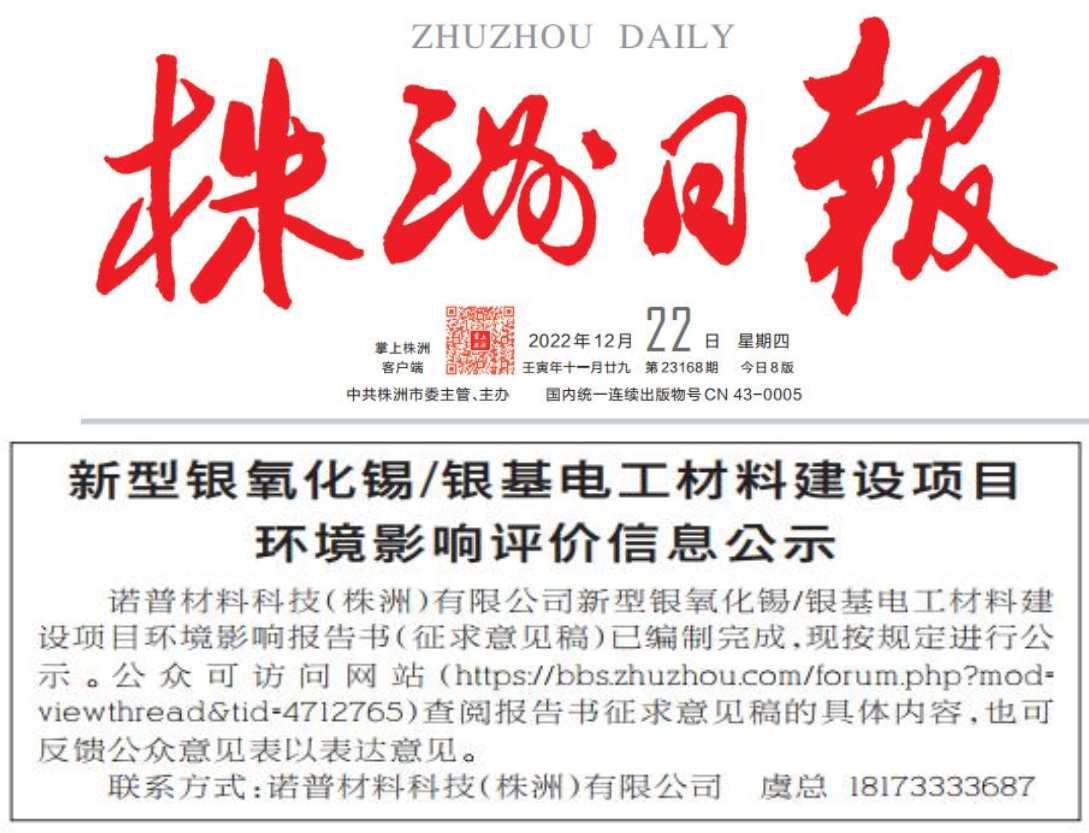 ZHUZHOU DAILY
株洲日報
掌上株洲
客户端
2022年12月22日 星期四
壬寅年十一月廿九 第23168期 今日8版
中共株洲市委主管、主办 国内统一连续出版物号CN 43-0005
新型银氧化锡/银基电工材料建设项目
环境影响评价信息公示
诺普材料科技(株洲)有限公司新型银氧化锡/银基电工材料建
设项目环境影响报告书(征求意见稿)已编制完成,现按规定进行公
示。公众可访问网站(https://bbs.zhuzhou.com/forum.php?mod=
viewthread&tid=4712765)查阅报告书征求意见稿的具体内容,也可
反馈公众意见表以表达意见。
联系方式:诺普材料科技(株洲)有限公司 虞总 18173333687